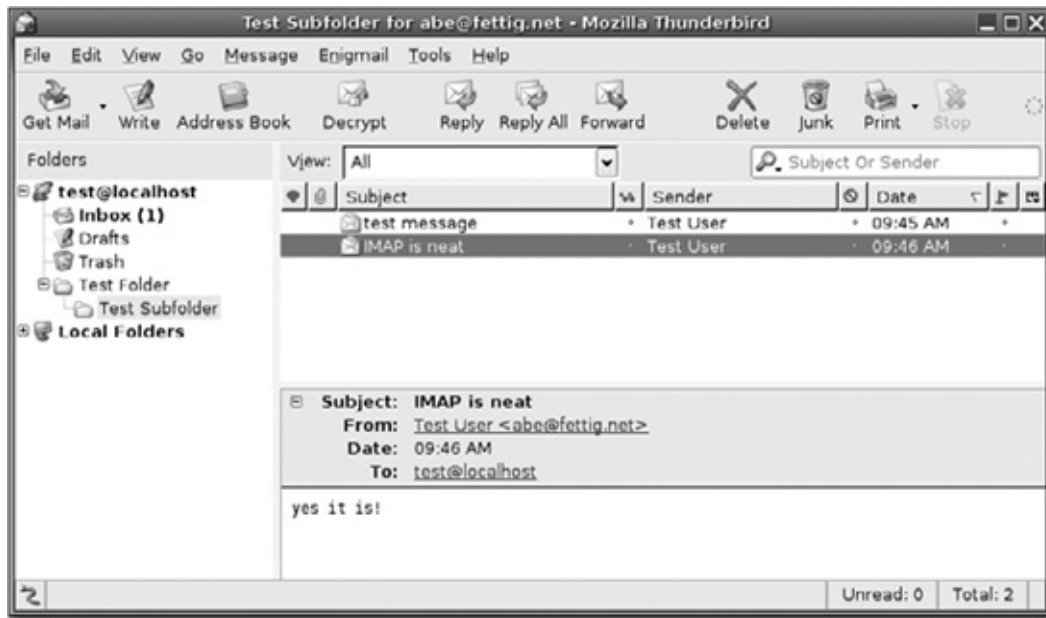 Test Subfolder for abe@fettig.net - Mozilla Thunderbird
File Edit View Go Message Enigmail Tools Help
Get Mail Write Address Book Decrypt Reply Reply All Forward Delete Junk Print Stop
Folders
test@localhost
Inbox (1)
Drafts
Trash
Test Folder
Test Subfolder
Local Folders
View: All Subject Or Sender
Subject Sender Date
test message Test User 09:45 AM
IMAP is neat Test User 09:46 AM
Subject: IMAP is neat
From: Test User <abe@fettig.net>
Date: 09:46 AM
To: test@localhost
yes it is!
Unread: 0 Total: 2